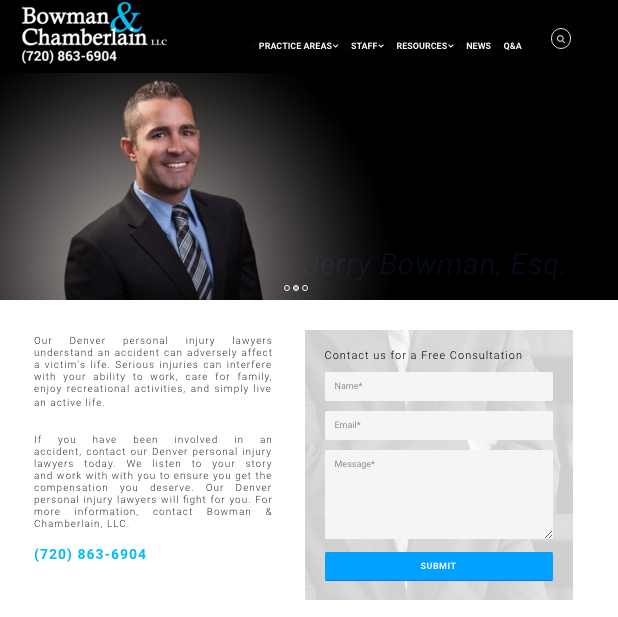 Bowman &
Chamberlain LLC
(720) 863-6904
PRACTICE AREAS STAFF RESOURCES NEWS Q&A
Jerry Bowman, Esq.
Our Denver personal injury lawyers
understand an accident can adversely affect
a victim's life. Serious injuries can interfere
with your ability to work, care for family,
enjoy recreational activities, and simply live
an active life.
If you have been involved in an
accident, contact our Denver personal injury
lawyers today. We listen to your story
and work with with you to ensure you get the
compensation you deserve. Our Denver
personal injury lawyers will fight for you. For
more information, contact Bowman &
Chamberlain, LLC.
(720) 863-6904
Contact us for a Free Consultation
Name*
Email*
Message*
SUBMIT